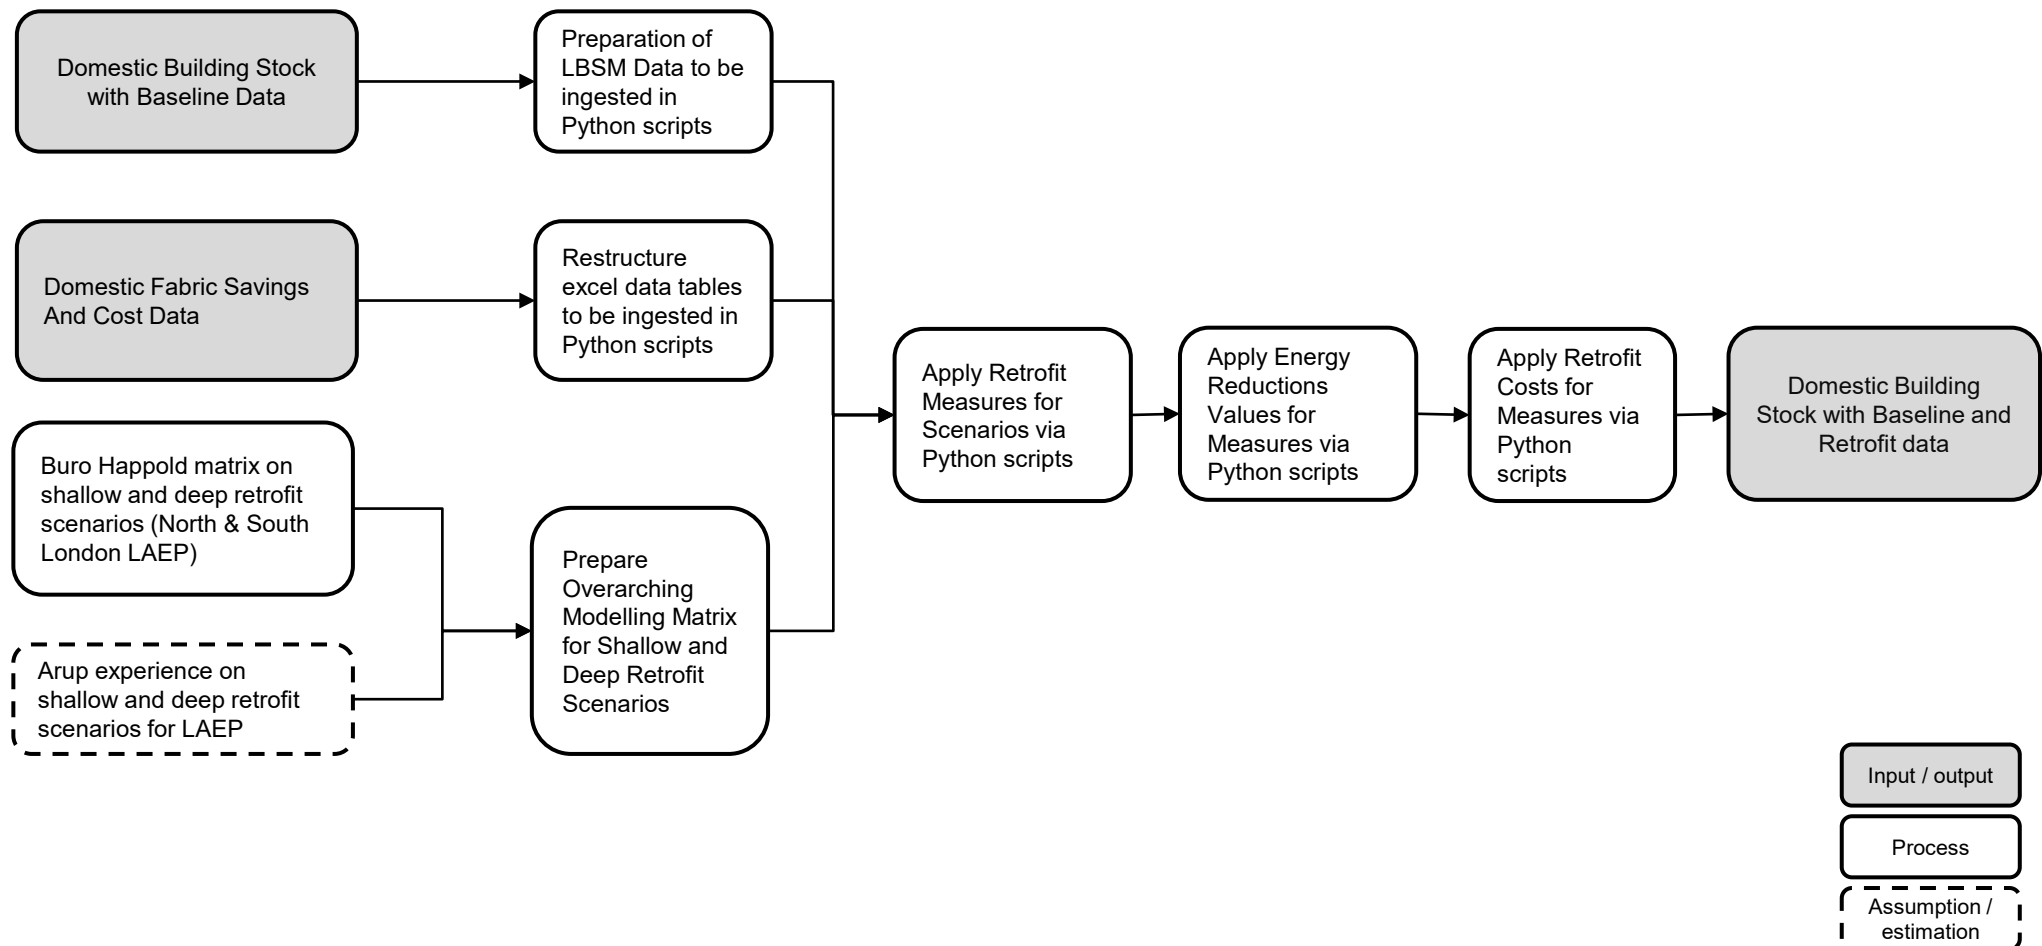 Domestic Building Stock
with Baseline Data
Preparation of
LBSM Data to be
ingested in
Python scripts
Domestic Fabric Savings
And Cost Data
Restructure
excel data tables
to be ingested in
Python scripts
Buro Happold matrix on
shallow and deep retrofit
scenarios (North & South
London LAEP)
Arup experience on
shallow and deep retrofit
scenarios for LAEP
Prepare
Overarching
Modelling Matrix
for Shallow and
Deep Retrofit
Scenarios
Apply Retrofit
Measures for
Scenarios via
Python scripts
Apply Energy
Reductions
Values for
Measures via
Python scripts
Apply Retrofit
Costs for
Measures via
Python
scripts
Domestic Building
Stock with Baseline and
Retrofit data
Input / output
Process
Assumption /
estimation